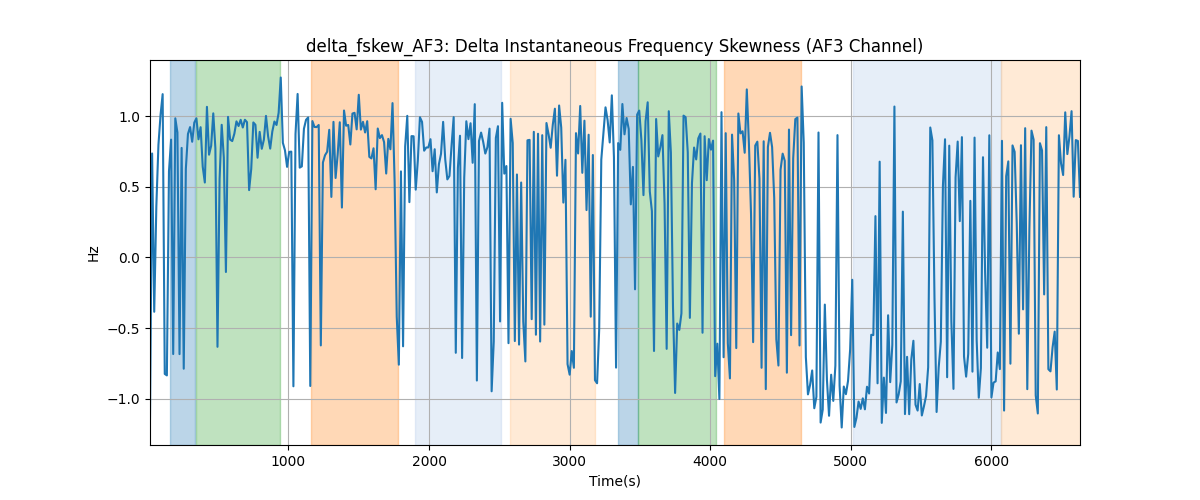 delta_fskew_AF3: Delta Instantaneous Frequency Skewness (AF3 Channel)
1.0
0.5
0.0
−0.5
−1.0
Hz
1000 2000 3000 4000 5000 6000
Time(s)